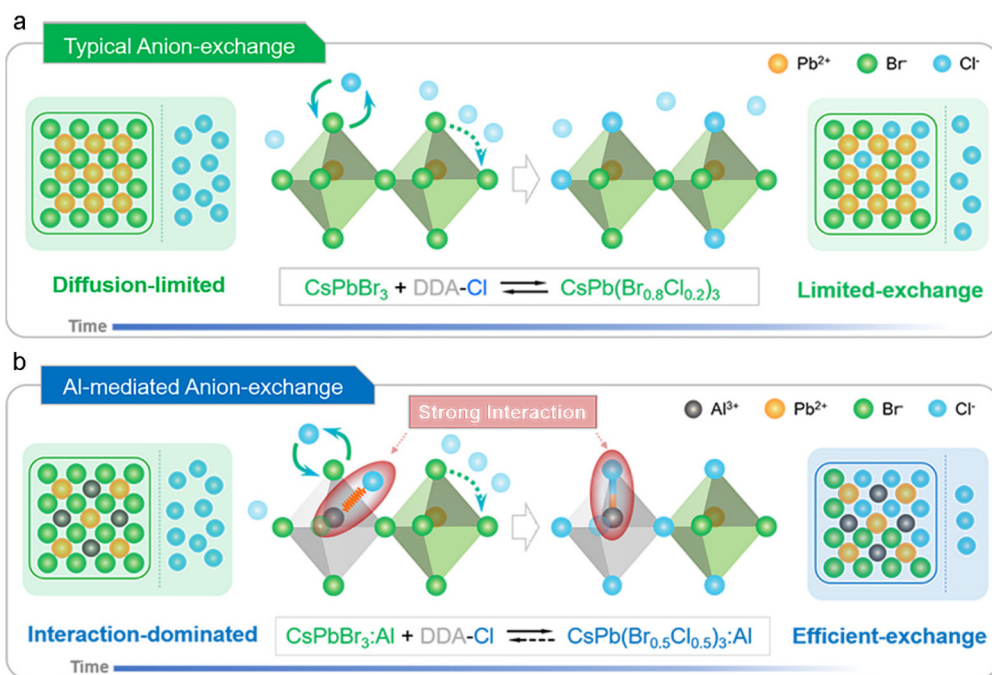 a
Typical Anion-exchange
Pb²⁺ Br⁻ Cl⁻
Diffusion-limited
CsPbBr₃ + DDA-Cl ⇌ CsPb(Br₀.₈Cl₀.₂)₃
Limited-exchange
Time
b
Al-mediated Anion-exchange
Strong Interaction
Al³⁺ Pb²⁺ Br⁻ Cl⁻
Interaction-dominated
CsPbBr₃:Al + DDA-Cl ⇌ CsPb(Br₀.₅Cl₀.₅)₃:Al
Efficient-exchange
Time